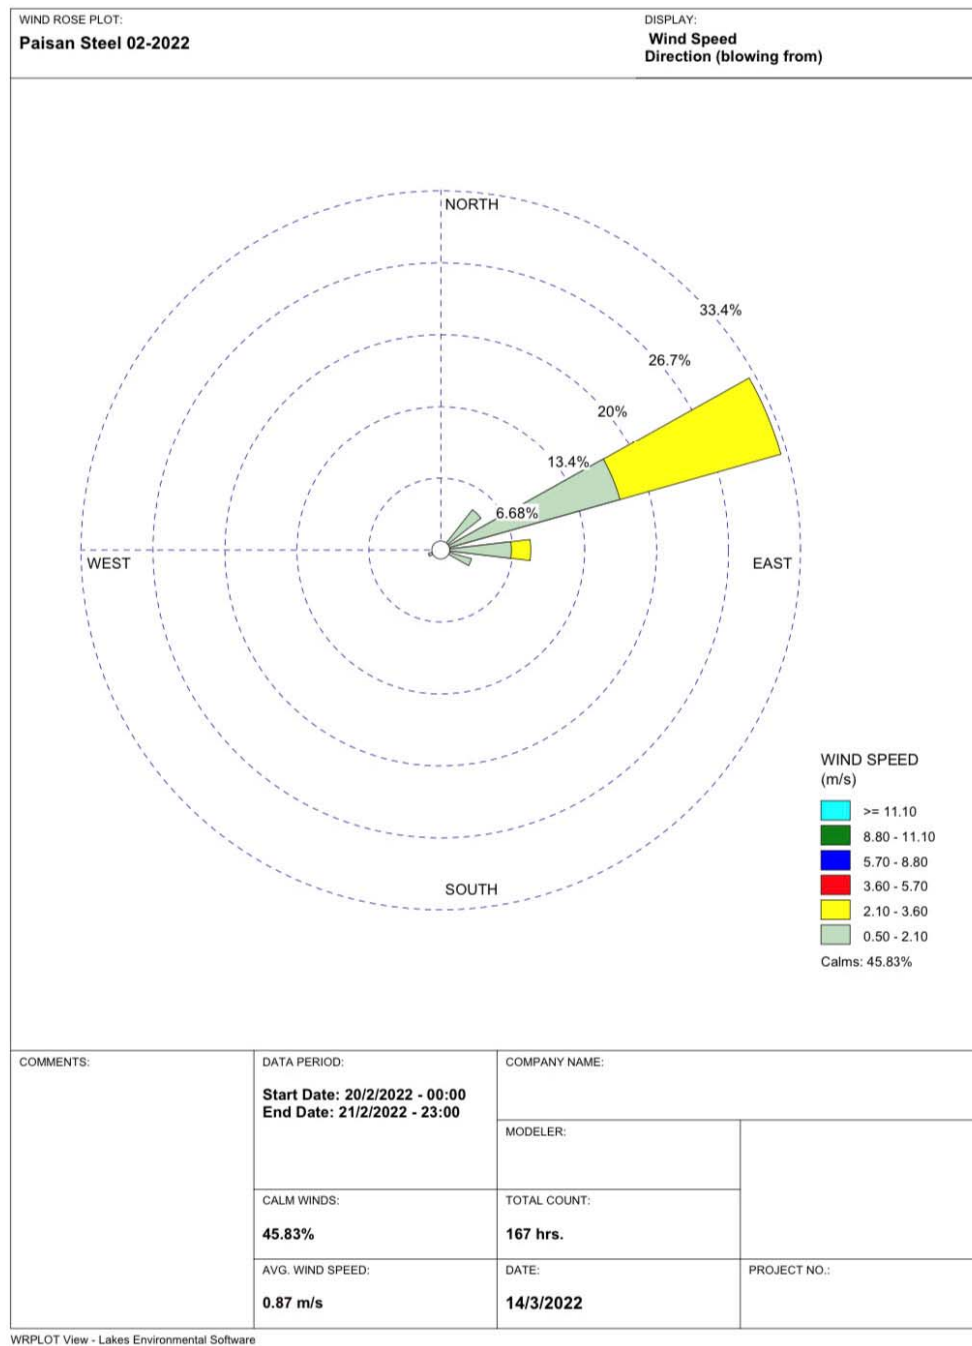 WIND ROSE PLOT:
Paisan Steel 02-2022
DISPLAY:
Wind Speed
Direction (blowing from)
NORTH
33.4%
26.7%
20%
13.4%
6.68%
WEST
EAST
SOUTH
WIND SPEED
(m/s)
>= 11.10
8.80 - 11.10
5.70 - 8.80
3.60 - 5.70
2.10 - 3.60
0.50 - 2.10
Calms: 45.83%
COMMENTS:
DATA PERIOD:
Start Date: 20/2/2022 - 00:00
End Date: 21/2/2022 - 23:00
COMPANY NAME:
MODELER:
CALM WINDS:
45.83%
TOTAL COUNT:
167 hrs.
AVG. WIND SPEED:
0.87 m/s
DATE:
14/3/2022
PROJECT NO.:
WRPLOT View - Lakes Environmental Software